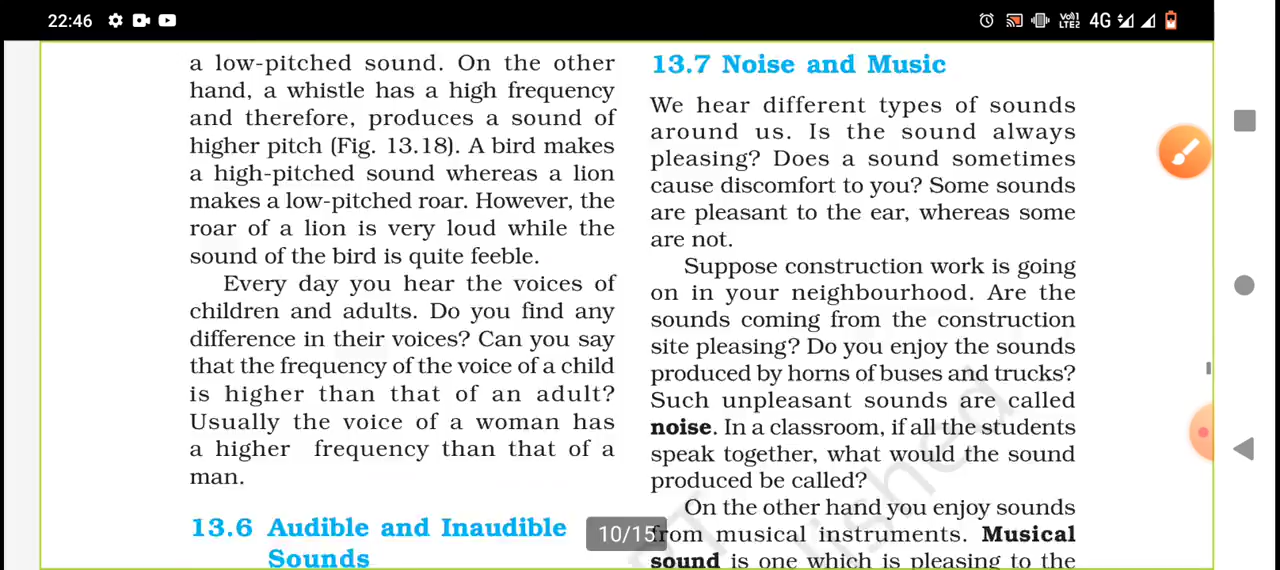 22:46
Vo))1
LTE2
4G
a low-pitched sound. On the other
hand, a whistle has a high frequency
and therefore, produces a sound of
higher pitch (Fig. 13.18). A bird makes
a high-pitched sound whereas a lion
makes a low-pitched roar. However, the
roar of a lion is very loud while the
sound of the bird is quite feeble.
Every day you hear the voices of
children and adults. Do you find any
difference in their voices? Can you say
that the frequency of the voice of a child
is higher than that of an adult?
Usually the voice of a woman has
a higher frequency than that of a
man.
13.6 Audible and Inaudible
Sounds
10/15
13.7 Noise and Music
We hear different types of sounds
around us. Is the sound always
pleasing? Does a sound sometimes
cause discomfort to you? Some sounds
are pleasant to the ear, whereas some
are not.
Suppose construction work is going
on in your neighbourhood. Are the
sounds coming from the construction
site pleasing? Do you enjoy the sounds
produced by horns of buses and trucks?
Such unpleasant sounds are called
noise. In a classroom, if all the students
speak together, what would the sound
produced be called?
On the other hand you enjoy sounds
from musical instruments. Musical
sound is one which is pleasing to the